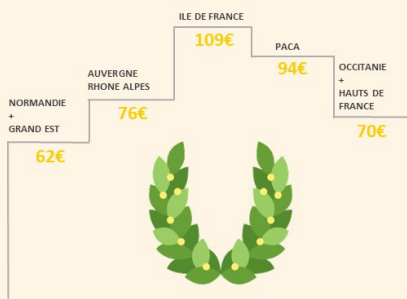 NORMANDIE
+
GRAND EST
62€
AUVERGNE
RHONE ALPES
76€
ILE DE FRANCE
109€
PACA
94€
OCCITANIE
+
HAUTS DE
FRANCE
70€